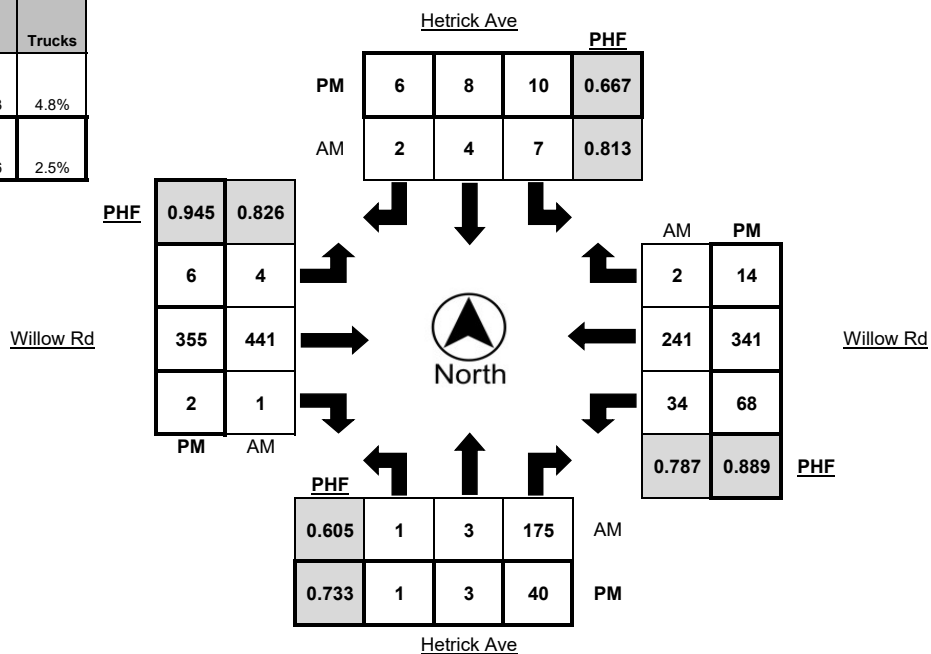 Hetrick Ave
Trucks
PHF
PM 6 8 10 0.667
4.8%
AM 2 4 7 0.813
2.5%
PHF 0.945 0.826
AM PM
6 4
2 14
Willow Rd 355 441
241 341 Willow Rd
North
2 1
34 68
PM AM
0.787 0.889 PHF
PHF
0.605 1 3 175 AM
0.733 1 3 40 PM
Hetrick Ave